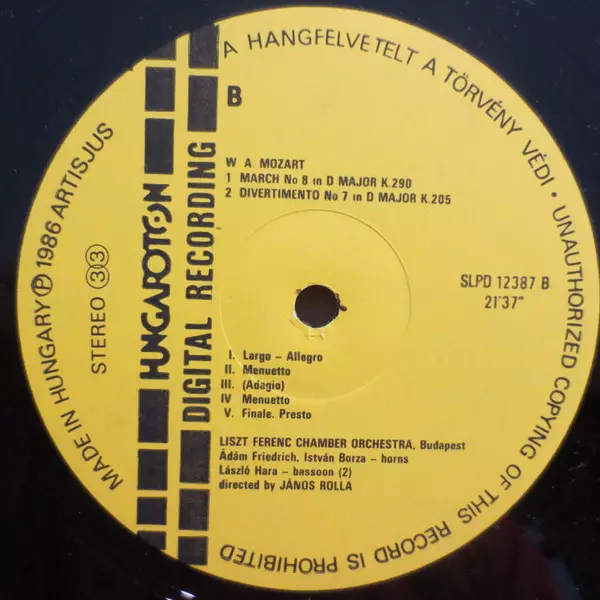 A HANGFELVETELT A TÖRVÉNY VÉDI • UNAUTHORIZED COPYING OF THIS RECORD IS PROHIBITED
MADE IN HUNGARY Ⓟ 1986 ARTISJUS
STEREO 33
HUNGAROTON
DIGITAL RECORDING
B
W A. MOZART
1 MARCH No 8 in D MAJOR K.290
2 DIVERTIMENTO No 7 in D MAJOR K.205
SLPD 12387 B
21'37"
I. Largo – Allegro
II. Menuetto
III. (Adagio)
IV Menuetto
V. Finale. Presto
LISZT FERENC CHAMBER ORCHESTRA, Budapest
Ádám Friedrich, István Borza – horns
László Hara – bassoon (2)
directed by JÁNOS ROLLA